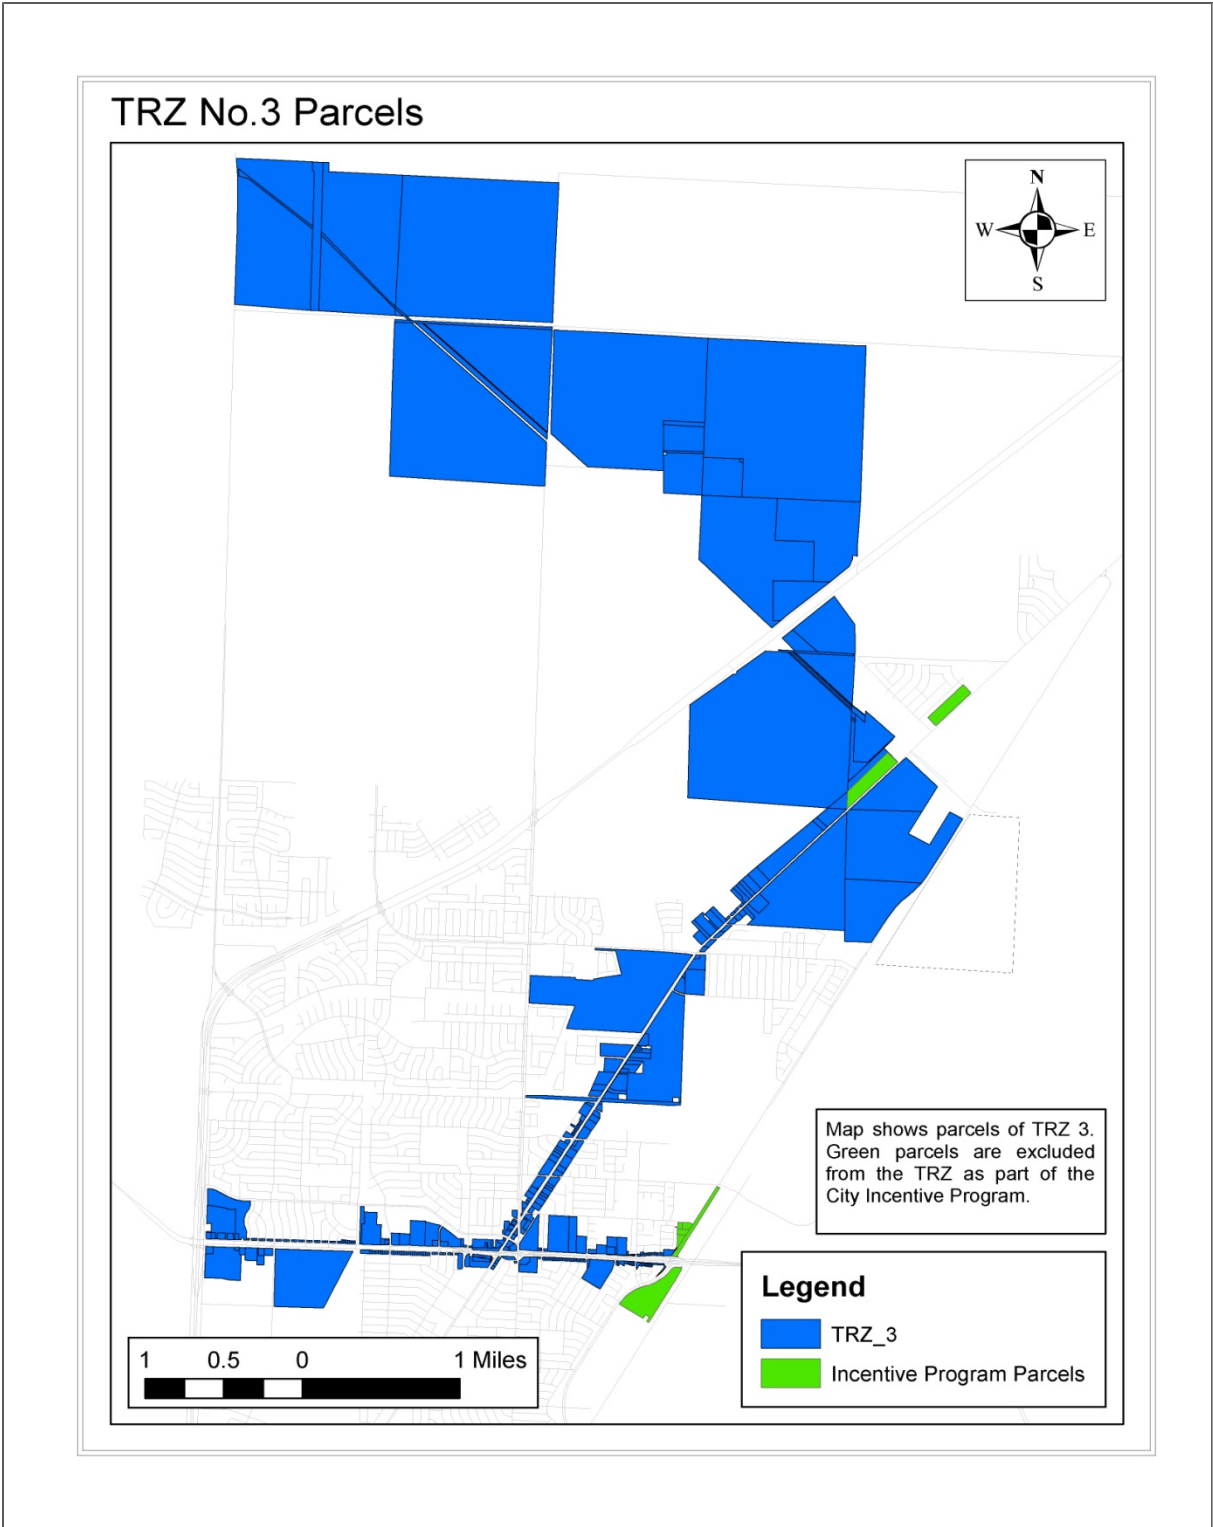 TRZ No.3 Parcels
N
W E
S
Map shows parcels of TRZ 3.
Green parcels are excluded
from the TRZ as part of the
City Incentive Program.
Legend
TRZ_3
Incentive Program Parcels
1 0.5 0 1 Miles